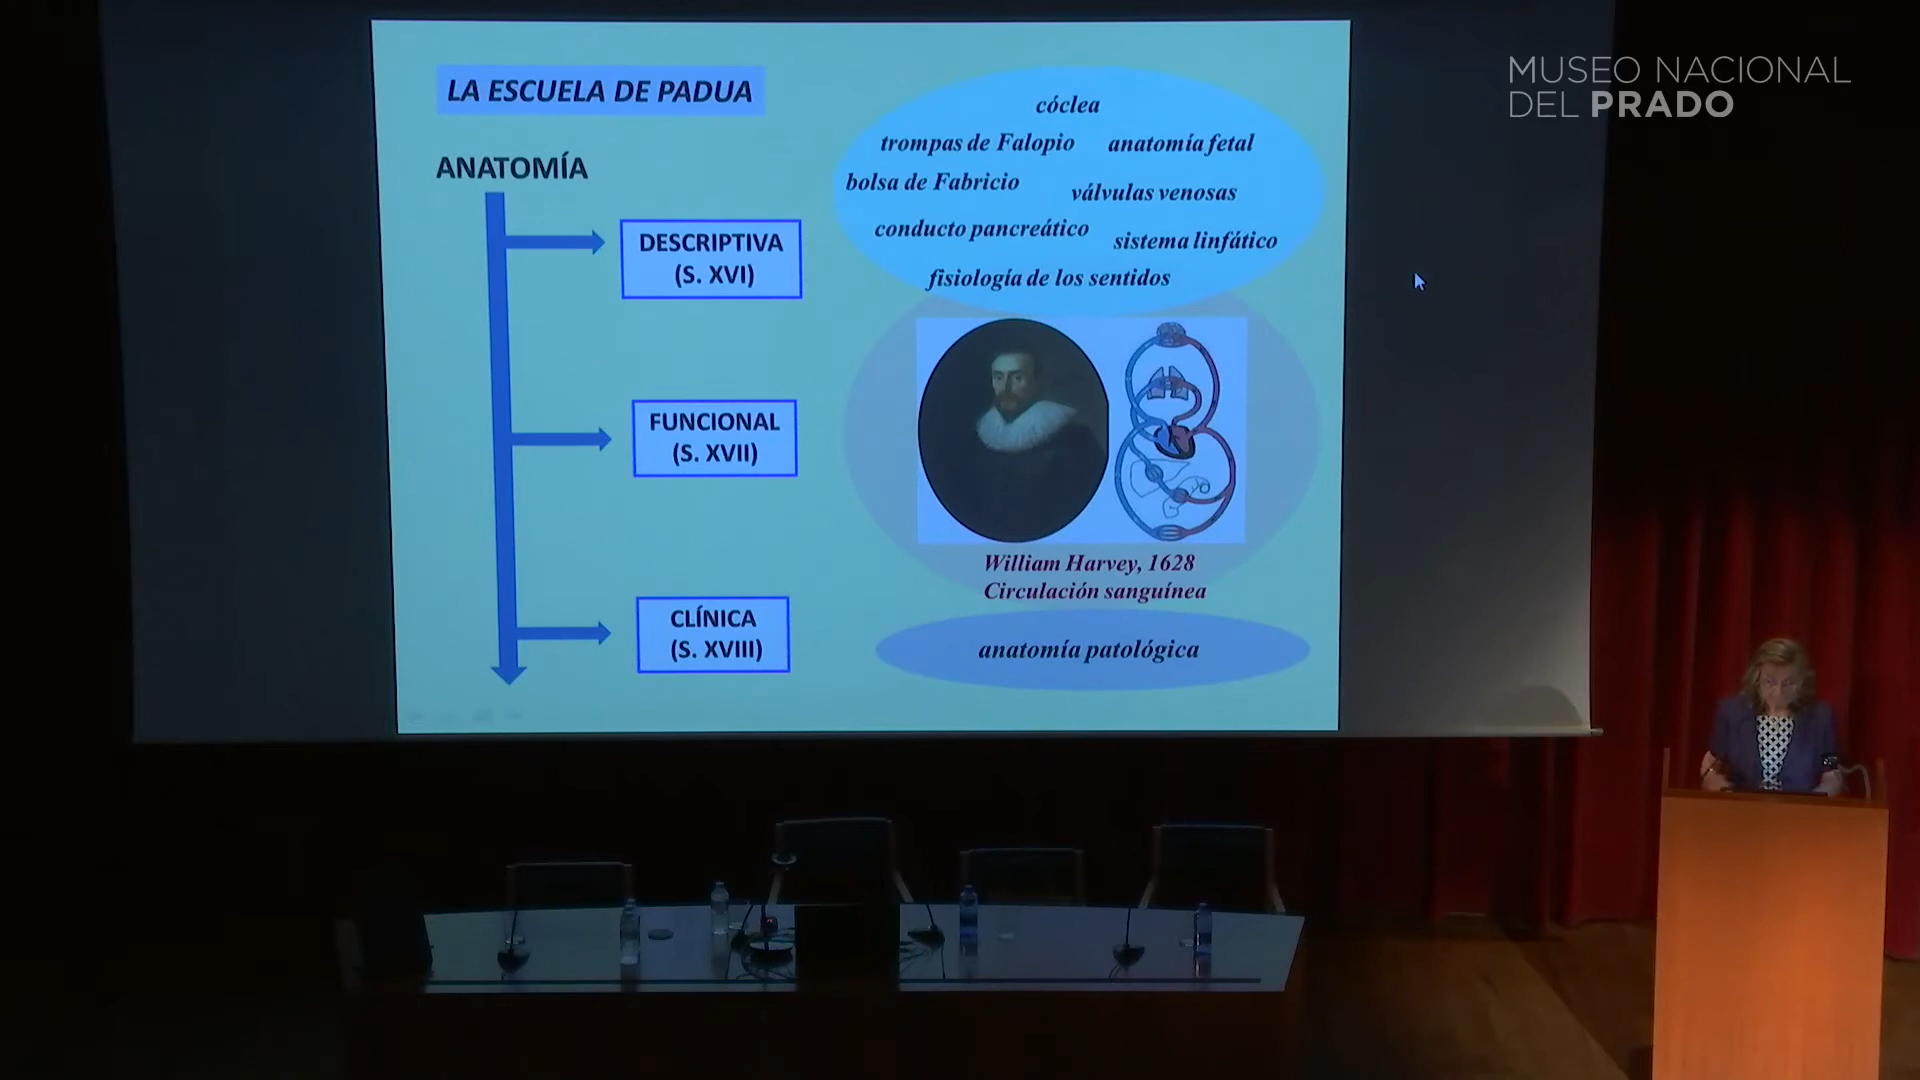 MUSEO NACIONAL
DEL PRADO
LA ESCUELA DE PADUA
ANATOMÍA
DESCRIPTIVA
(S. XVI)
FUNCIONAL
(S. XVII)
CLÍNICA
(S. XVIII)
cóclea
trompas de Falopio anatomía fetal
bolsa de Fabricio válvulas venosas
conducto pancreático sistema linfático
fisiología de los sentidos
William Harvey, 1628
Circulación sanguínea
anatomía patológica